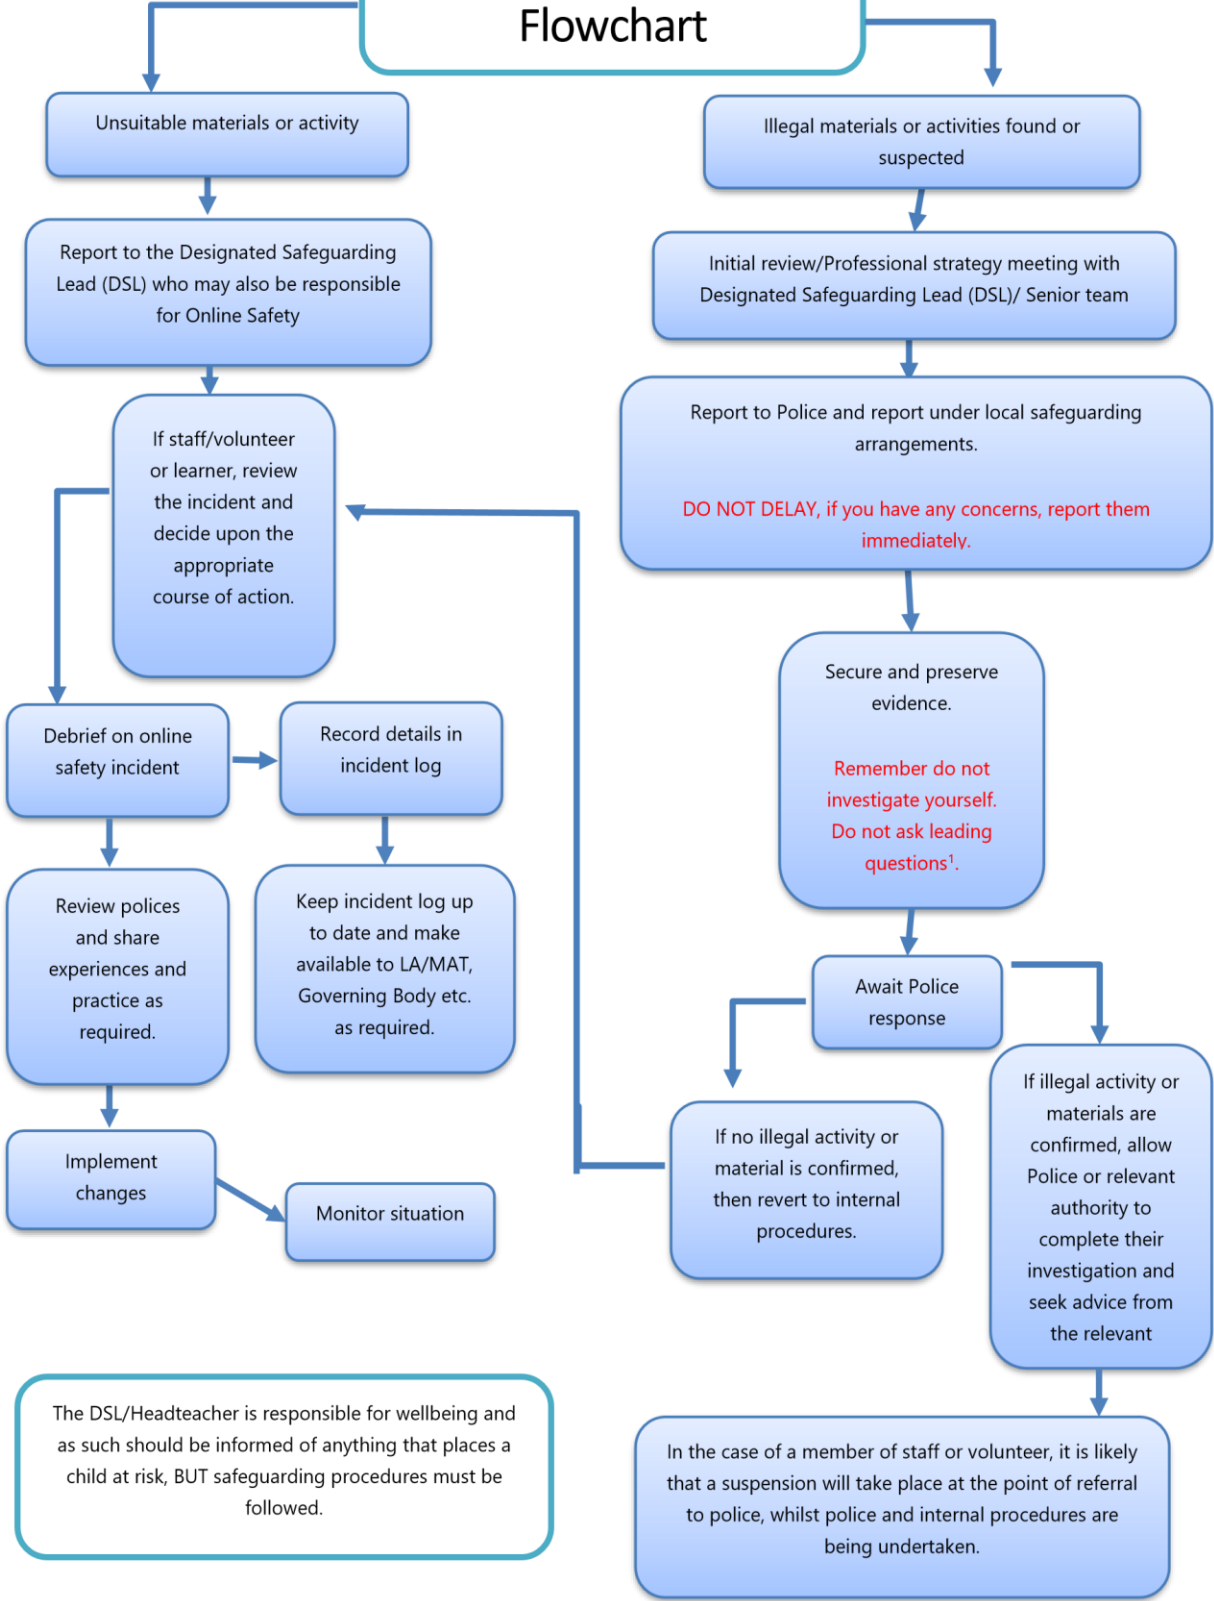 Flowchart
Unsuitable materials or activity
Report to the Designated Safeguarding
Lead (DSL) who may also be responsible
for Online Safety
If staff/volunteer
or learner, review
the incident and
decide upon the
appropriate
course of action.
Debrief on online
safety incident
Record details in
incident log
Review polices
and share
experiences and
practice as
required.
Keep incident log up
to date and make
available to LA/MAT,
Governing Body etc.
as required.
Implement
changes
Monitor situation
The DSL/Headteacher is responsible for wellbeing and
as such should be informed of anything that places a
child at risk, BUT safeguarding procedures must be
followed.
Illegal materials or activities found or
suspected
Initial review/Professional strategy meeting with
Designated Safeguarding Lead (DSL)/ Senior team
Report to Police and report under local safeguarding
arrangements.
DO NOT DELAY, if you have any concerns, report them
immediately.
Secure and preserve
evidence.
Remember do not
investigate yourself.
Do not ask leading
questions¹.
Await Police
response
If no illegal activity or
material is confirmed,
then revert to internal
procedures.
If illegal activity or
materials are
confirmed, allow
Police or relevant
authority to
complete their
investigation and
seek advice from
the relevant
In the case of a member of staff or volunteer, it is likely
that a suspension will take place at the point of referral
to police, whilst police and internal procedures are
being undertaken.